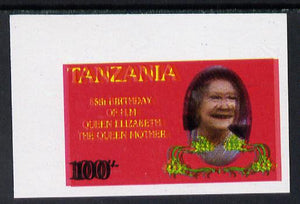 TANZANIA
85th BIRTHDAY
OF H.M.
QUEEN ELIZABETH
THE QUEEN MOTHER
100/-